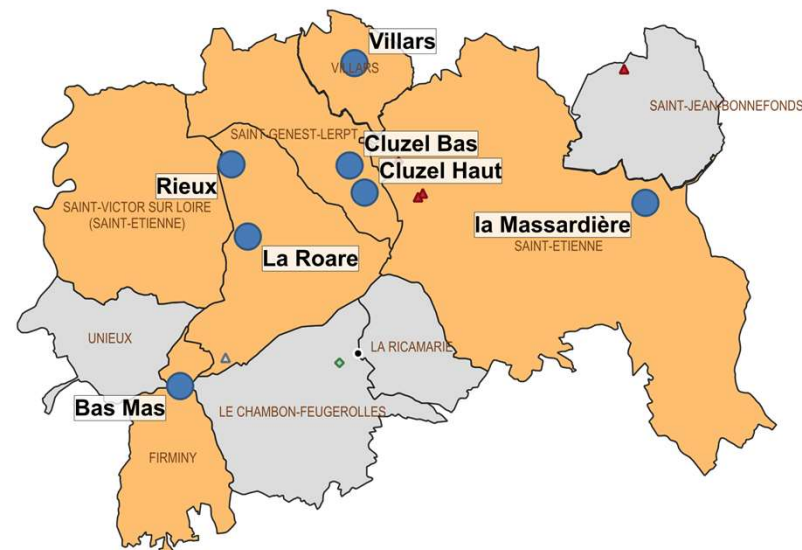 Villars
VILLARS
SAINT-JEAN-BONNEFONDS
SAINT-GENEST-LERPT
Cluzel Bas
Cluzel Haut
Rieux
SAINT-VICTOR SUR LOIRE
(SAINT-ETIENNE)
la Massardière
SAINT-ETIENNE
La Roare
UNIEUX
LA RICAMARIE
Bas Mas
LE CHAMBON-FEUGEROLLES
FIRMINY